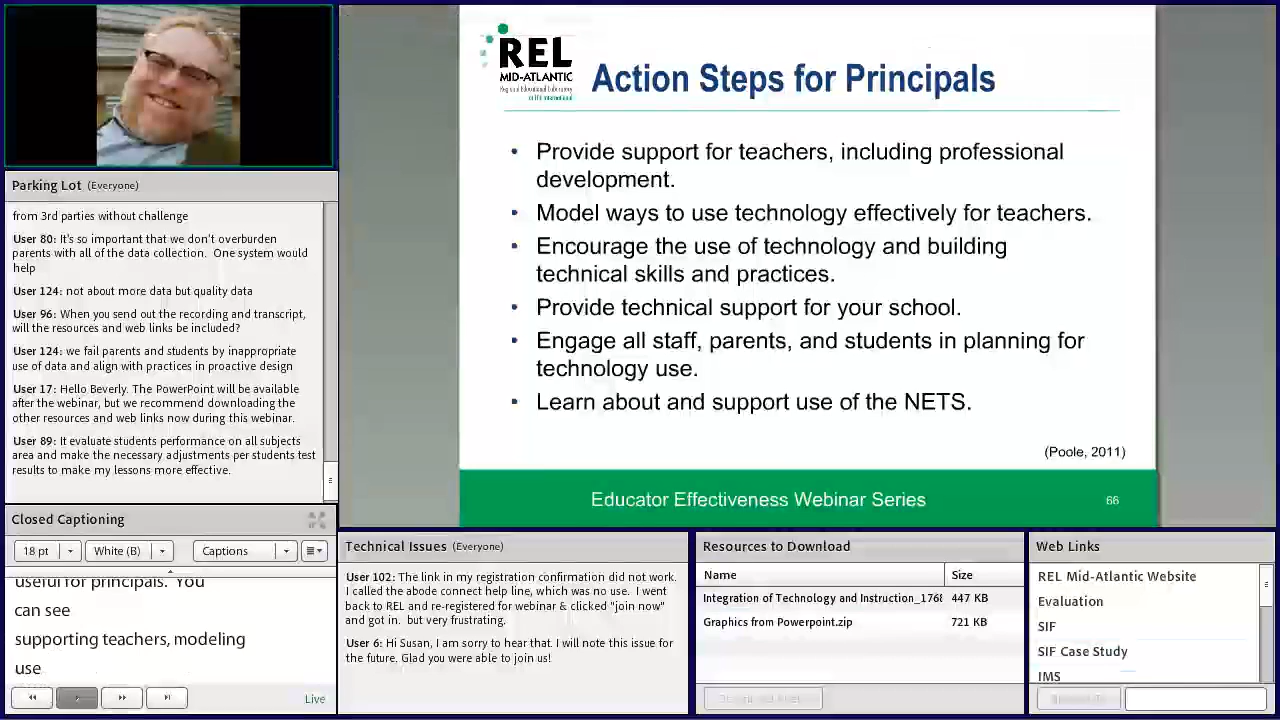 REL
MID-ATLANTIC
Regional Educational Laboratory
Action Steps for Principals
• Provide support for teachers, including professional
development.
• Model ways to use technology effectively for teachers.
• Encourage the use of technology and building
technical skills and practices.
• Provide technical support for your school.
• Engage all staff, parents, and students in planning for
technology use.
• Learn about and support use of the NETS.
(Poole, 2011)
Educator Effectiveness Webinar Series
66
Parking Lot (Everyone)
from 3rd parties without challenge
User 80: It's so important that we don't overburden
parents with all of the data collection. One system would
help
User 124: not about more data but quality data
User 96: When you send out the recording and transcript,
will the resources and web links be included?
User 124: we fail parents and students by inappropriate
use of data and align with practices in proactive design
User 17: Hello Beverly. The PowerPoint will be available
after the webinar, but we recommend downloading the
other resources and web links now during this webinar.
User 89: It evaluate students performance on all subjects
area and make the necessary adjustments per students test
results to make my lessons more effective.
Closed Captioning
18 pt White (B) Captions
useful for principals. You
can see
supporting teachers, modeling
use
Live
Technical Issues (Everyone)
User 102: The link in my registration confirmation did not work.
I called the abode connect help line, which was no use. I went
back to REL and re-registered for webinar & clicked "join now"
and got in. but very frustrating.
User 6: Hi Susan, I am sorry to hear that. I will note this issue for
the future. Glad you were able to join us!
Resources to Download
Name Size
Integration of Technology and Instruction_176 447 KB
Graphics from Powerpoint.zip 721 KB
Web Links
REL Mid-Atlantic Website
Evaluation
SIF
SIF Case Study
IMS